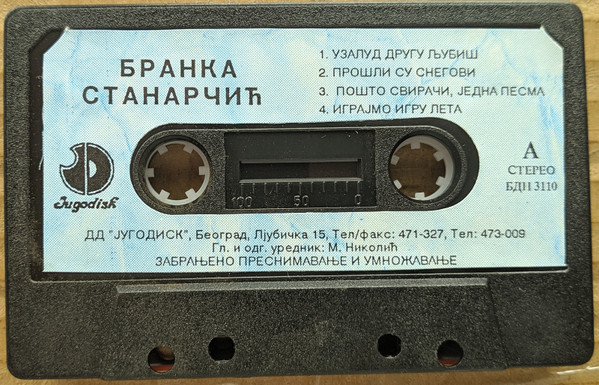 БРАНКА
СТАНАРЧИЋ
1. УЗАЛУД ДРУГУ ЉУБИШ
2. ПРОШЛИ СУ СНЕГОВИ
3. ПОШТО СВИРАЧИ, ЈЕДНА ПЕСМА
4. ИГРАЈМО ИГРУ ЛЕТА
Jugodisk
A
СТЕРЕО
БДН 3110
100 50 0
ДД "ЈУГОДИСК", Београд, Љубичка 15, Тел/факс: 471-327, Тел: 473-009
Гл. и одг. уредник: М. Николић
ЗАБРАЊЕНО ПРЕСНИМАВАЊЕ И УМНОЖАВАЊЕ